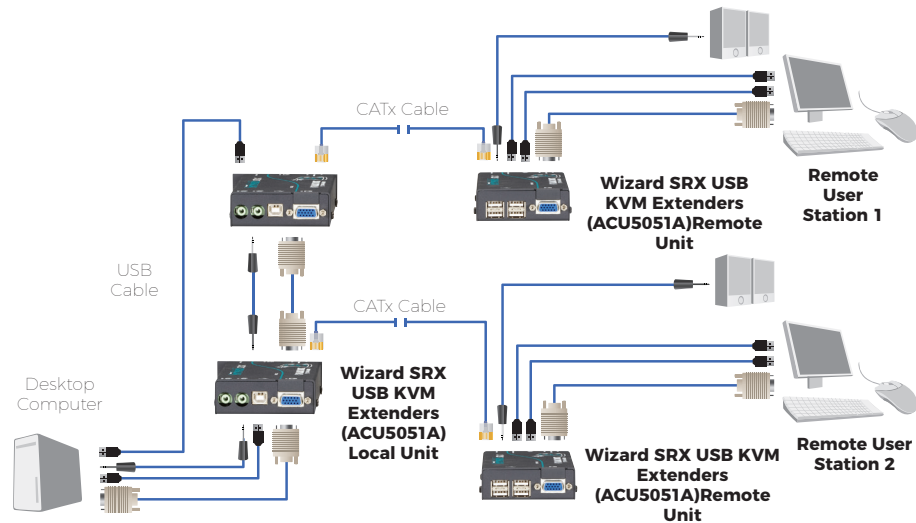 CATx Cable
Wizard SRX USB
KVM Extenders
(ACU5051A)Remote
Unit
Remote
User
Station 1
USB
Cable
CATx Cable
Wizard SRX
USB KVM
Extenders
(ACU5051A)
Local Unit
Desktop
Computer
Wizard SRX USB KVM
Extenders
(ACU5051A)Remote
Unit
Remote User
Station 2